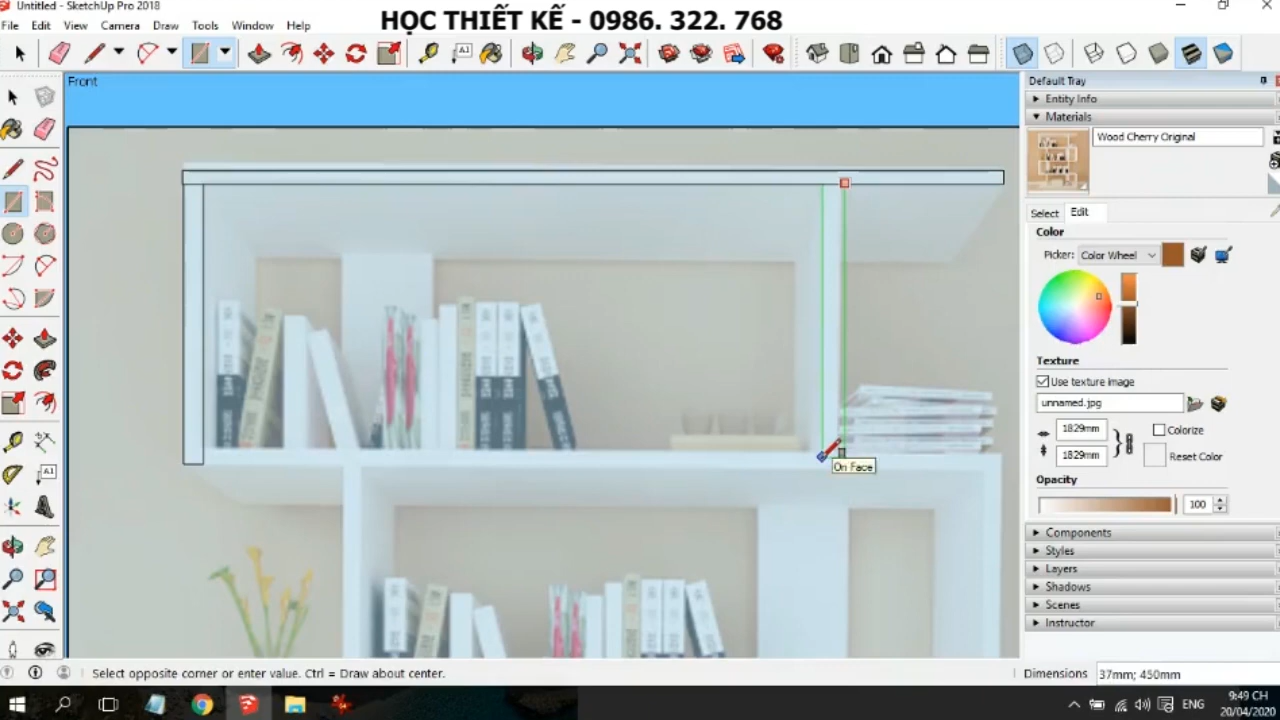 Untitled - SketchUp Pro 2018
HỌC THIẾT KẾ - 0986. 322. 768
File Edit View Camera Draw Tools Window Help
Front
Default Tray
Entity Info
Materials
Wood Cherry Original
Select Edit
Color
Picker: Color Wheel
Texture
Use texture image
unnamed.jpg
1829mm
Colorize
1829mm
Reset Color
Opacity
100
On Face
Components
Styles
Layers
Shadows
Scenes
Instructor
Select opposite corner or enter value. Ctrl = Draw about center.
Dimensions 37mm; 450mm
ENG
9:49 CH
20/04/2020